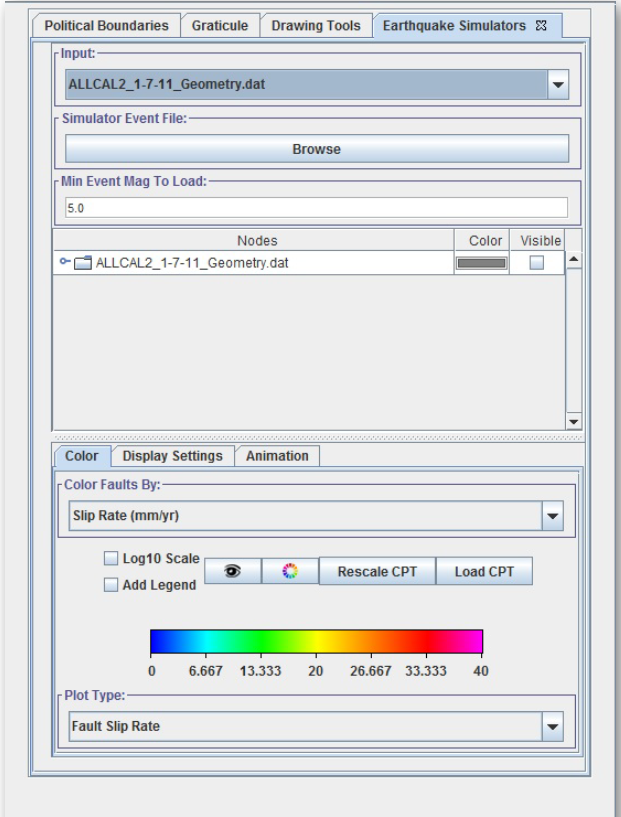 Political Boundaries Graticule Drawing Tools Earthquake Simulators
Input:
ALLCAL2_1-7-11_Geometry.dat
Simulator Event File:
Browse
Min Event Mag To Load:
5.0
Nodes Color Visible
ALLCAL2_1-7-11_Geometry.dat
Color Display Settings Animation
Color Faults By:
Slip Rate (mm/yr)
Log10 Scale
Add Legend
Rescale CPT Load CPT
0 6.667 13.333 20 26.667 33.333 40
Plot Type:
Fault Slip Rate